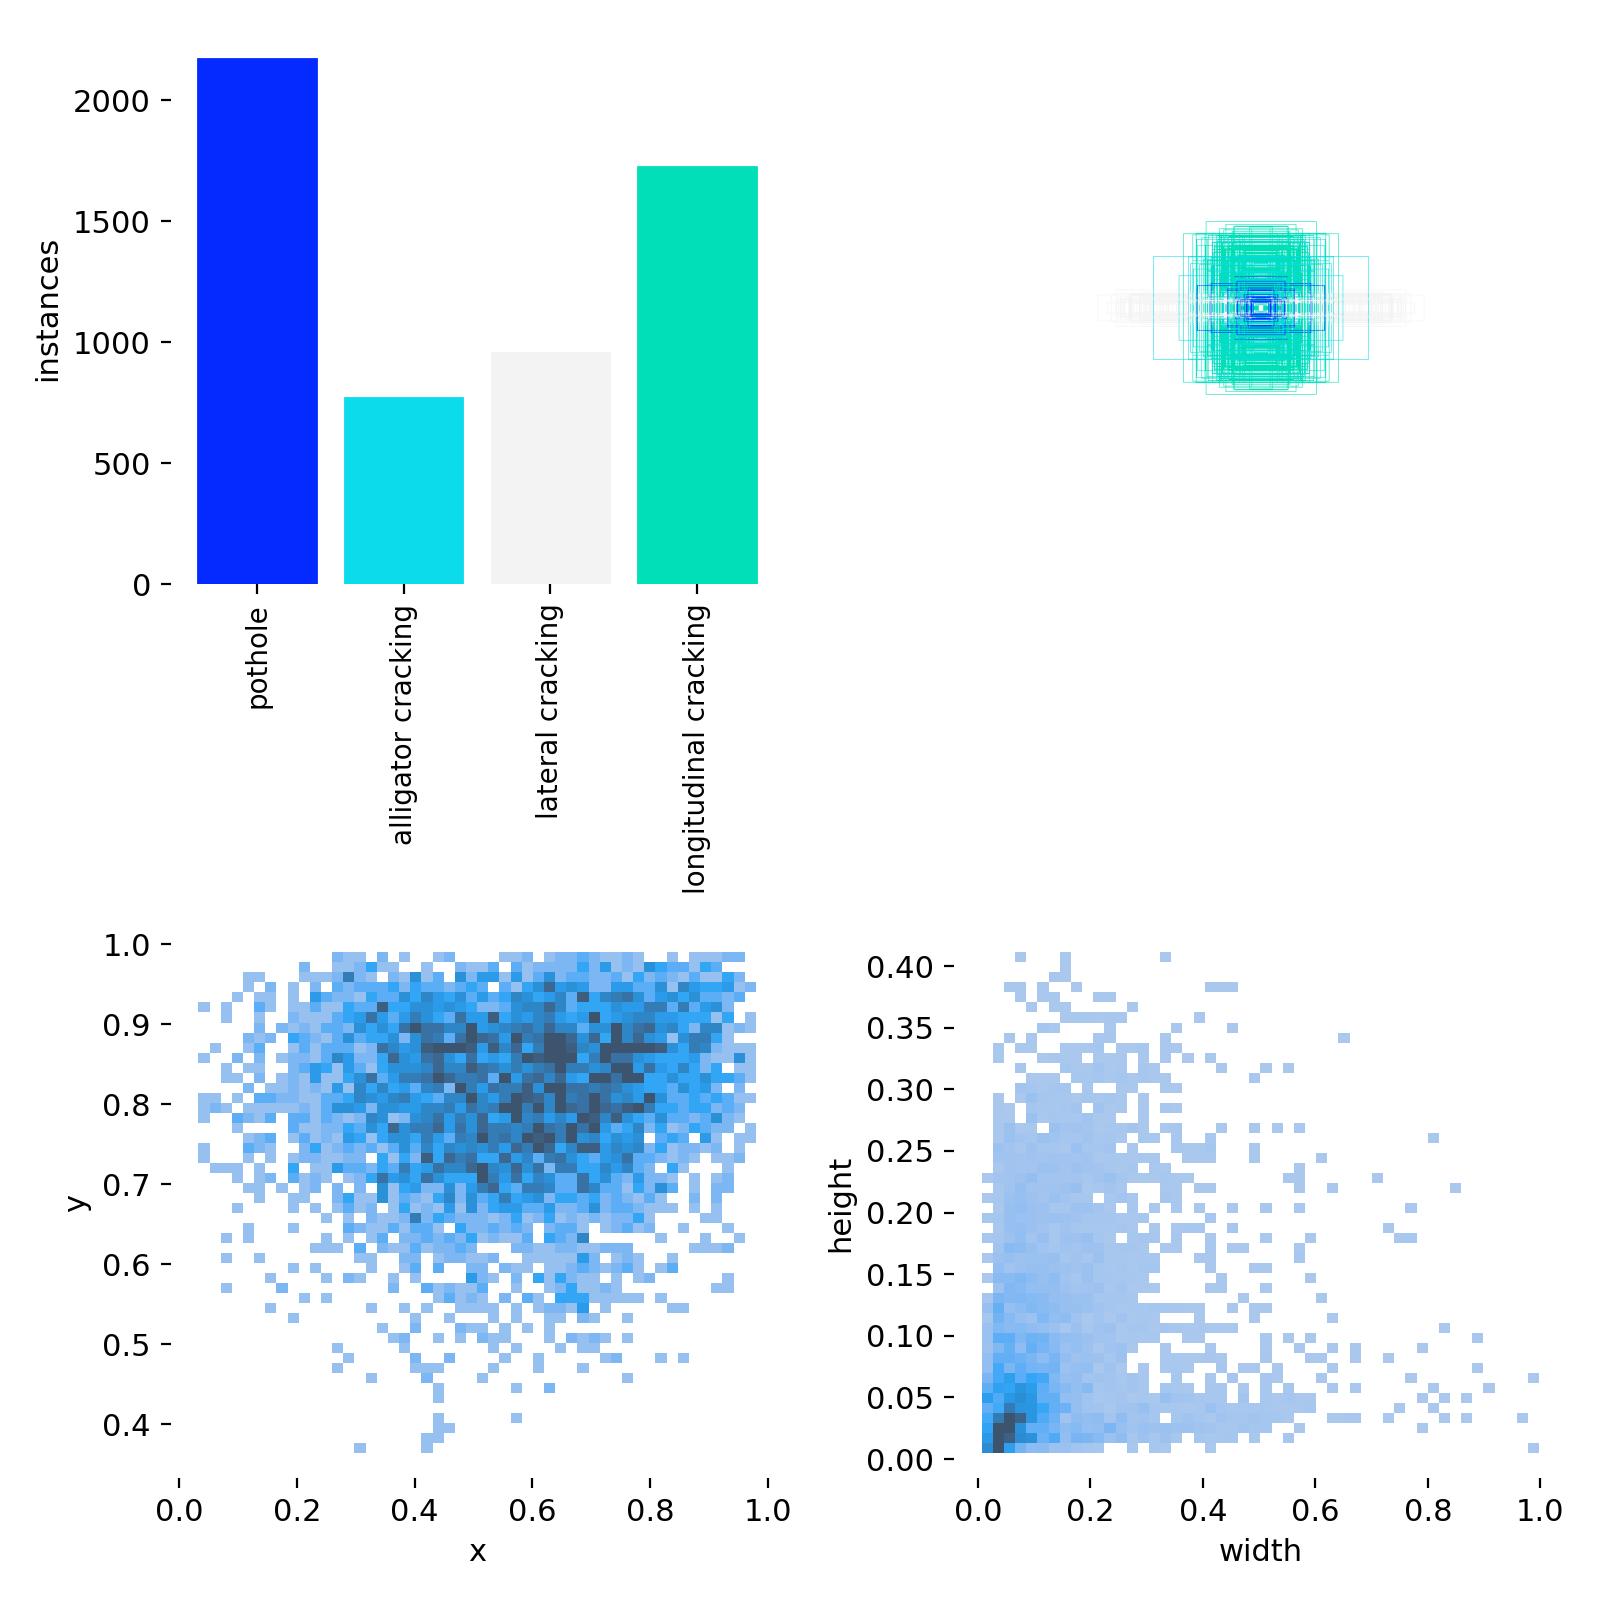 2000
1500
1000
500
0
instances
pothole
alligator cracking
lateral cracking
longitudinal cracking
1.0
0.9
0.8
0.7
0.6
0.5
0.4
y
0.0 0.2 0.4 0.6 0.8 1.0
x
0.40
0.35
0.30
0.25
0.20
0.15
0.10
0.05
0.00
height
0.0 0.2 0.4 0.6 0.8 1.0
width